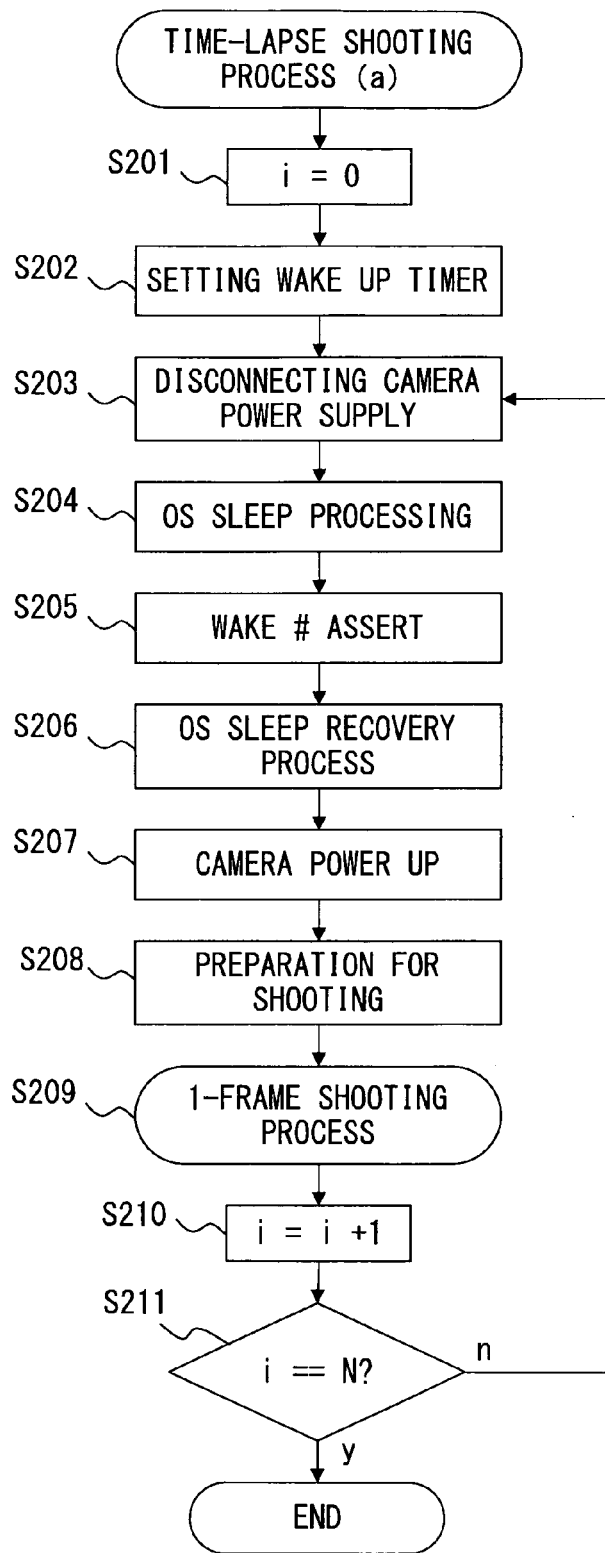 TIME-LAPSE SHOOTING
PROCESS (a)
S201
i = 0
S202
SETTING WAKE UP TIMER
S203
DISCONNECTING CAMERA
POWER SUPPLY
S204
OS SLEEP PROCESSING
S205
WAKE # ASSERT
S206
OS SLEEP RECOVERY
PROCESS
S207
CAMERA POWER UP
S208
PREPARATION FOR
SHOOTING
S209
1-FRAME SHOOTING
PROCESS
S210
i = i +1
S211
i == N?
n
y
END